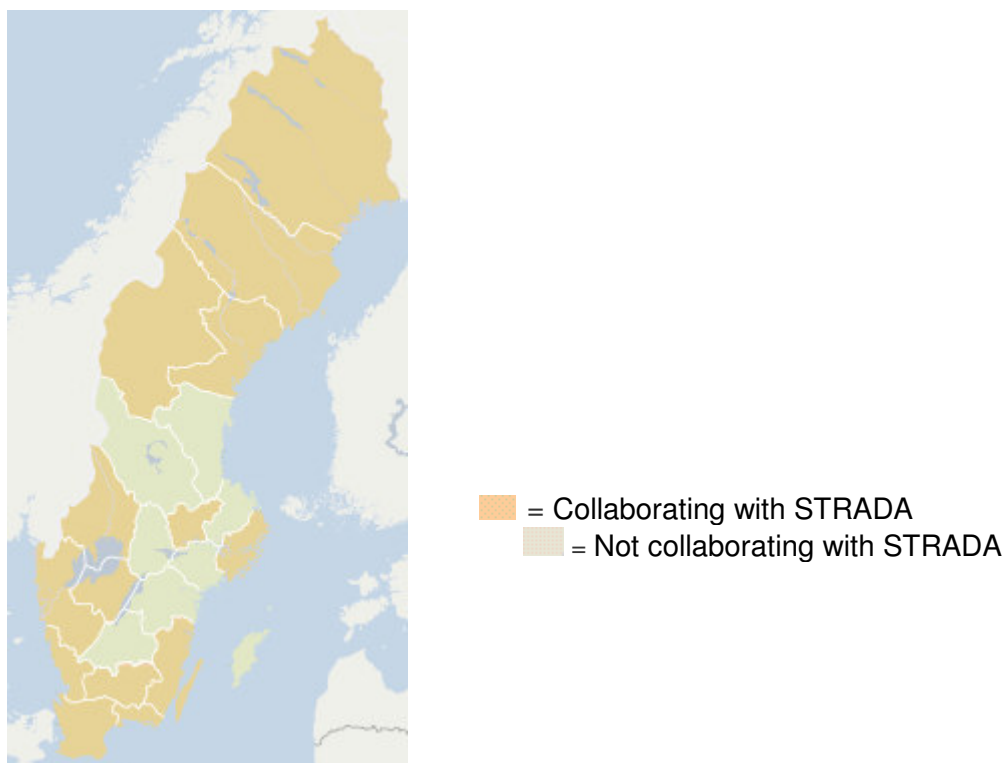 = Collaborating with STRADA
= Not collaborating with STRADA